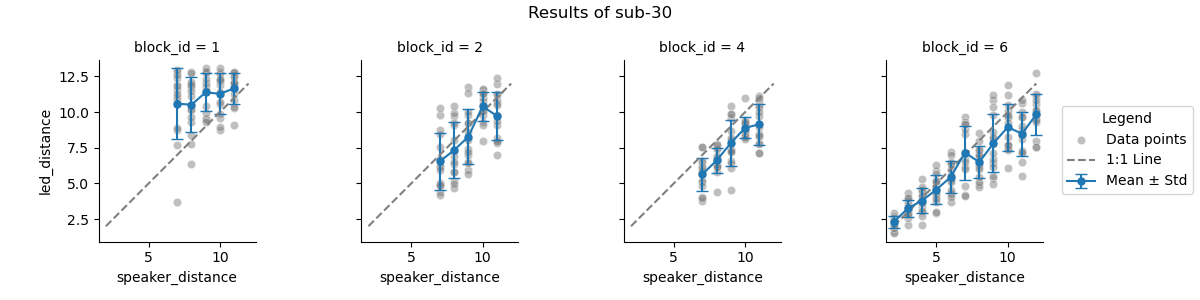 Results of sub-30
block_id = 1
block_id = 2
block_id = 4
block_id = 6
led_distance
12.5
10.0
7.5
5.0
2.5
5 10
5 10
5 10
5 10
speaker_distance
speaker_distance
speaker_distance
speaker_distance
Legend
Data points
1:1 Line
Mean ± Std